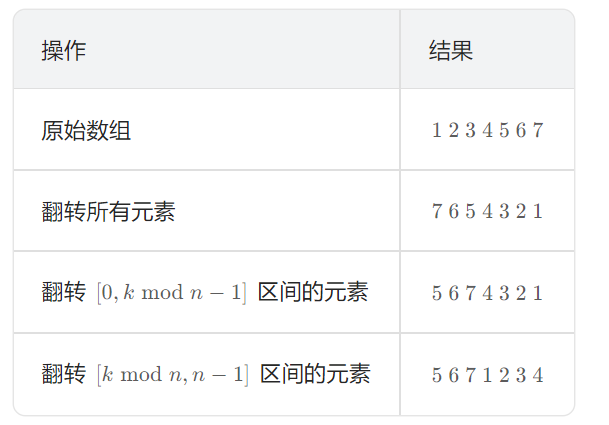 操作 结果
原始数组 1 2 3 4 5 6 7
翻转所有元素 7 6 5 4 3 2 1
翻转 [0, k mod n − 1] 区间的元素 5 6 7 4 3 2 1
翻转 [k mod n, n − 1] 区间的元素 5 6 7 1 2 3 4